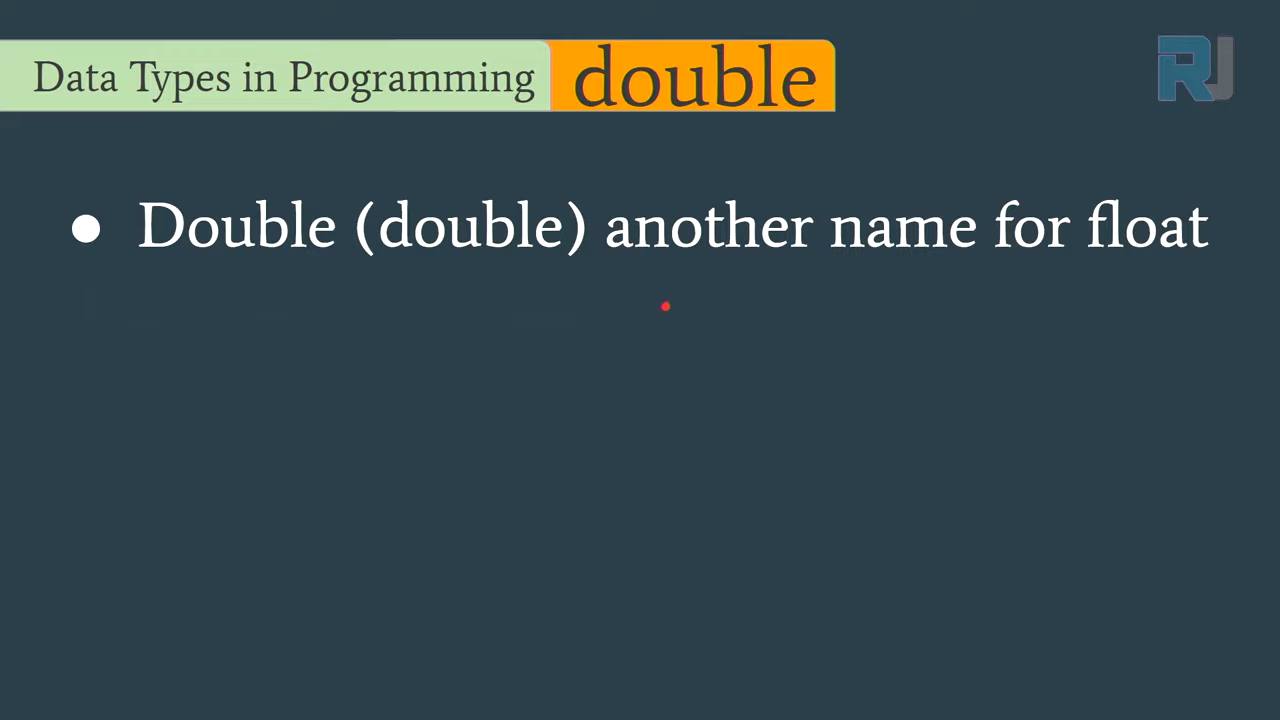 Data Types in Programming double
RJ
● Double (double) another name for float